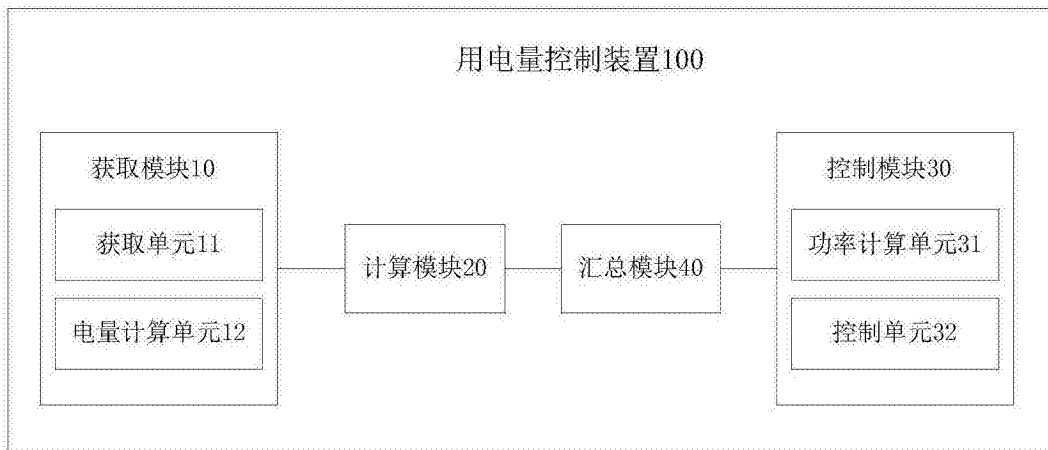 用电量控制装置100
获取模块10
获取单元11
电量计算单元12
计算模块20
汇总模块40
控制模块30
功率计算单元31
控制单元32